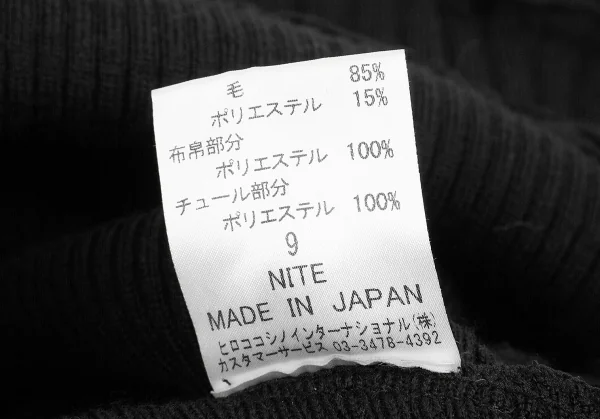 毛 85%
ポリエステル 15%
布帛部分
ポリエステル 100%
チュール部分
ポリエステル 100%
9
NITE
MADE IN JAPAN
ヒロココシノインターナショナル(株)
カスタマーサービス 03-3478-4392